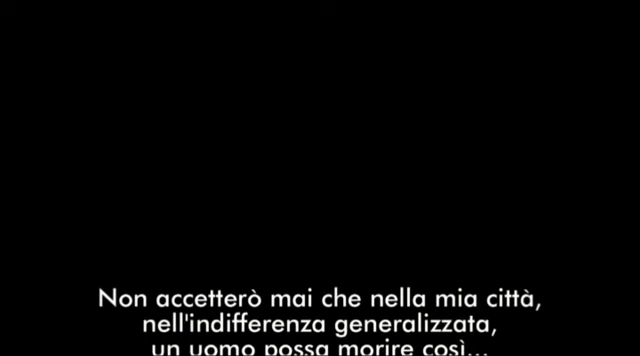 Non accetterò mai che nella mia città,
nell'indifferenza generalizzata,
un uomo possa morire così...